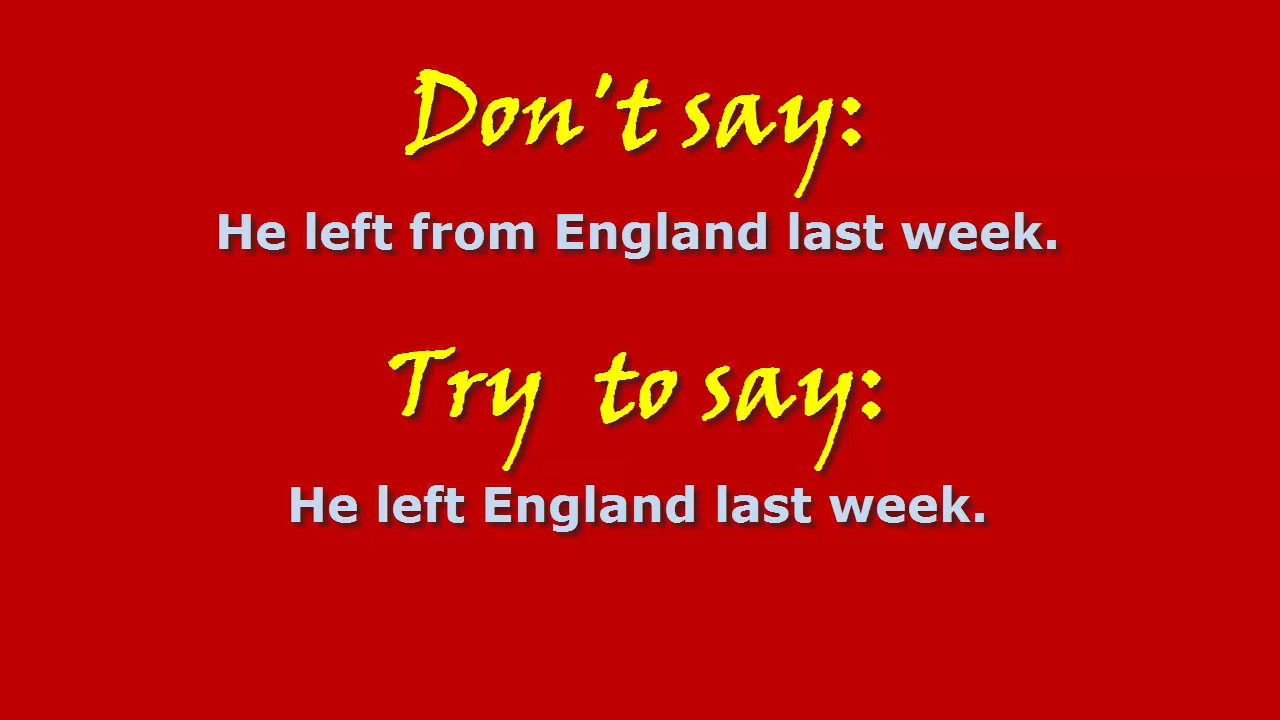 Don't say:
He left from England last week.
Try to say:
He left England last week.